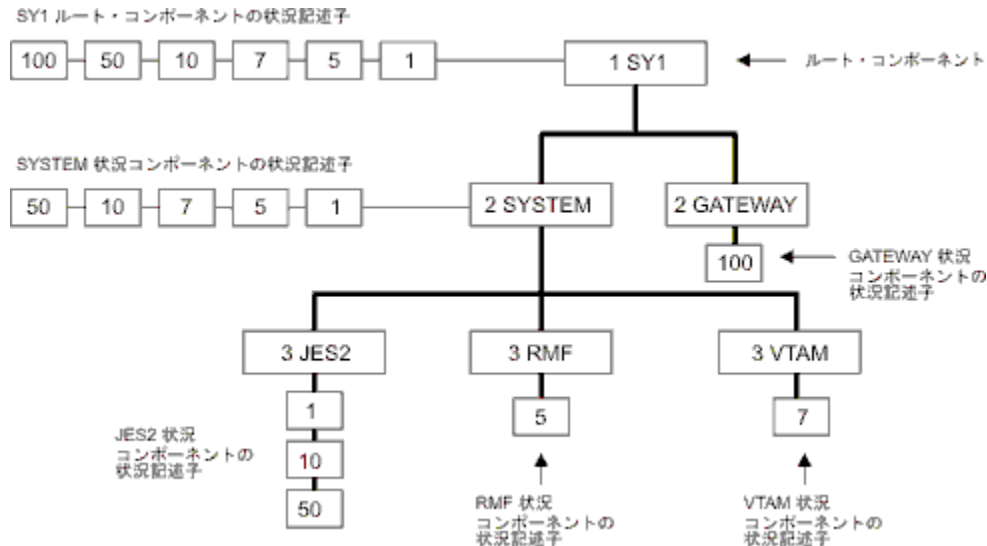 SY1 ルート・コンポーネントの状況記述子
100 50 10 7 5 1
1 SY1
ルート・コンポーネント
SYSTEM 状況コンポーネントの状況記述子
50 10 7 5 1
2 SYSTEM
2 GATEWAY
100
GATEWAY 状況
コンポーネントの
状況記述子
3 JES2
3 RMF
3 VTAM
1
10
50
5
7
JES2 状況
コンポーネントの
状況記述子
RMF 状況
コンポーネントの
状況記述子
VTAM 状況
コンポーネントの
状況記述子